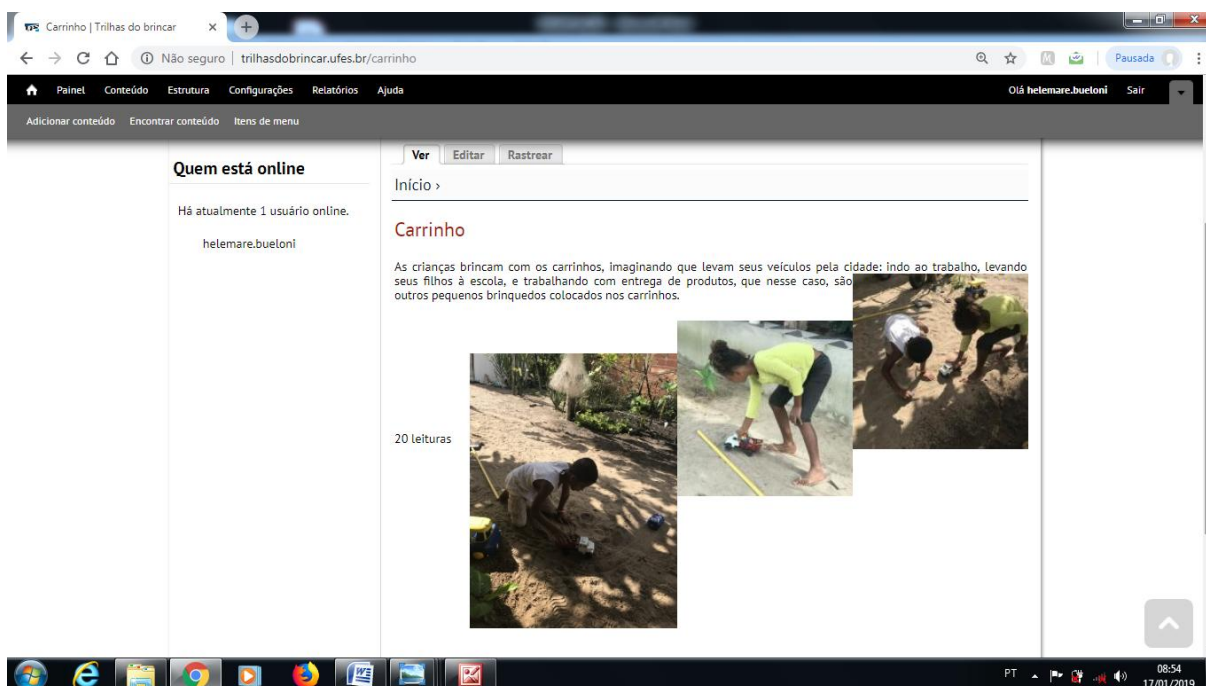 Carrinho | Trilhas do brincar
Não seguro | trilhasdobrincar.ufes.br/carrinho
Pausada
Painel Conteúdo Estrutura Configurações Relatórios Ajuda
Olá helemare.bueloni Sair
Adicionar conteúdo Encontrar conteúdo Itens de menu
Quem está online
Há atualmente 1 usuário online.
helemare.bueloni
Ver Editar Rastrear
Início ›
Carrinho
As crianças brincam com os carrinhos, imaginando que levam seus veículos pela cidade: indo ao trabalho, levando
seus filhos à escola, e trabalhando com entrega de produtos, que nesse caso, são
outros pequenos brinquedos colocados nos carrinhos.
20 leituras
PT
08:54
17/01/2019